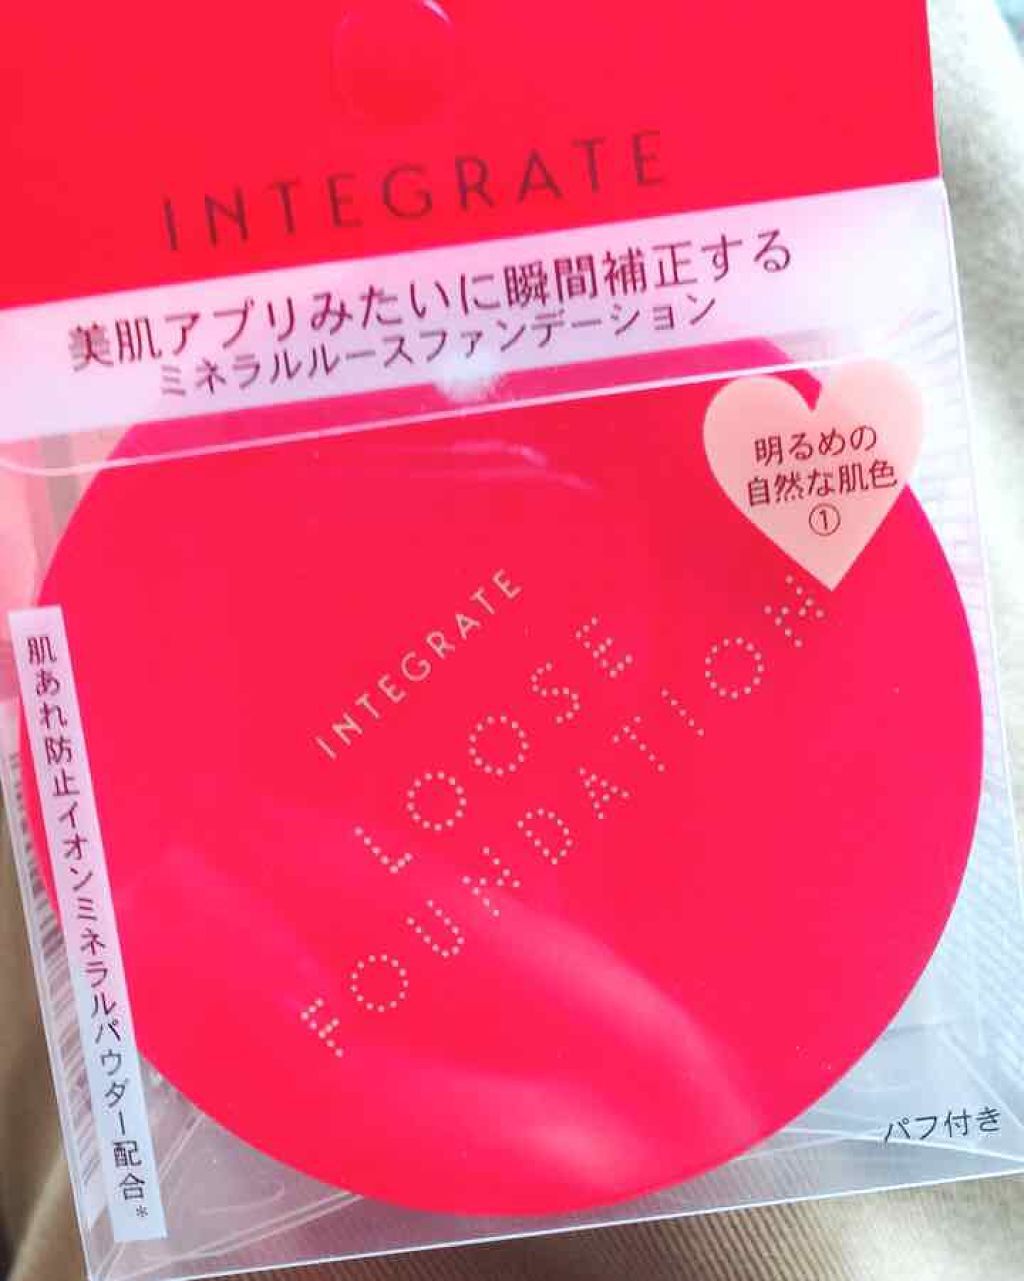 INTEGRATE
美肌アプリみたいに瞬間補正する
ミネラルルースファンデーション
明るめの
自然な肌色
①
INTEGRATE
LOOSE
FOUNDATION
肌あれ防止イオンミネラルパウダー配合*
パフ付き